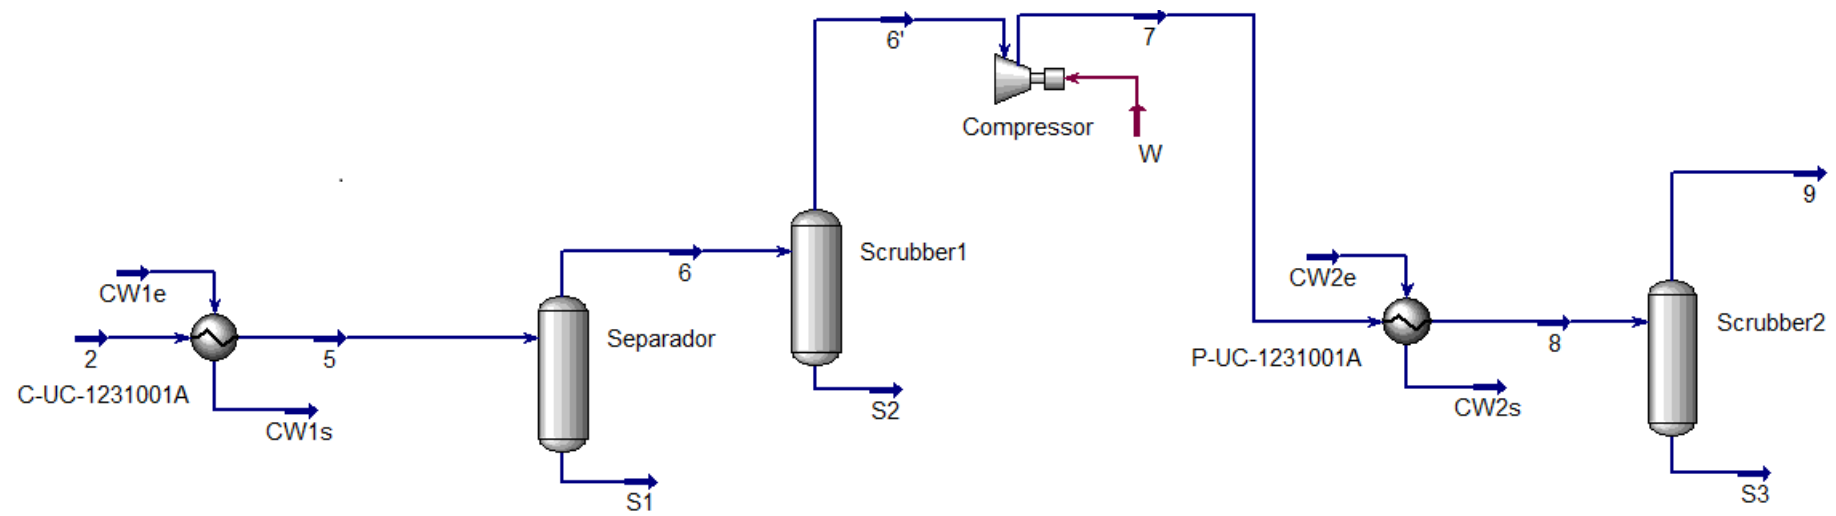 6'
7
Compressor
W
9
Scrubber1
6
CW1e
CW2e
2
5
Separador
8
Scrubber2
P-UC-1231001A
C-UC-1231001A
CW1s
S2
CW2s
S1
S3